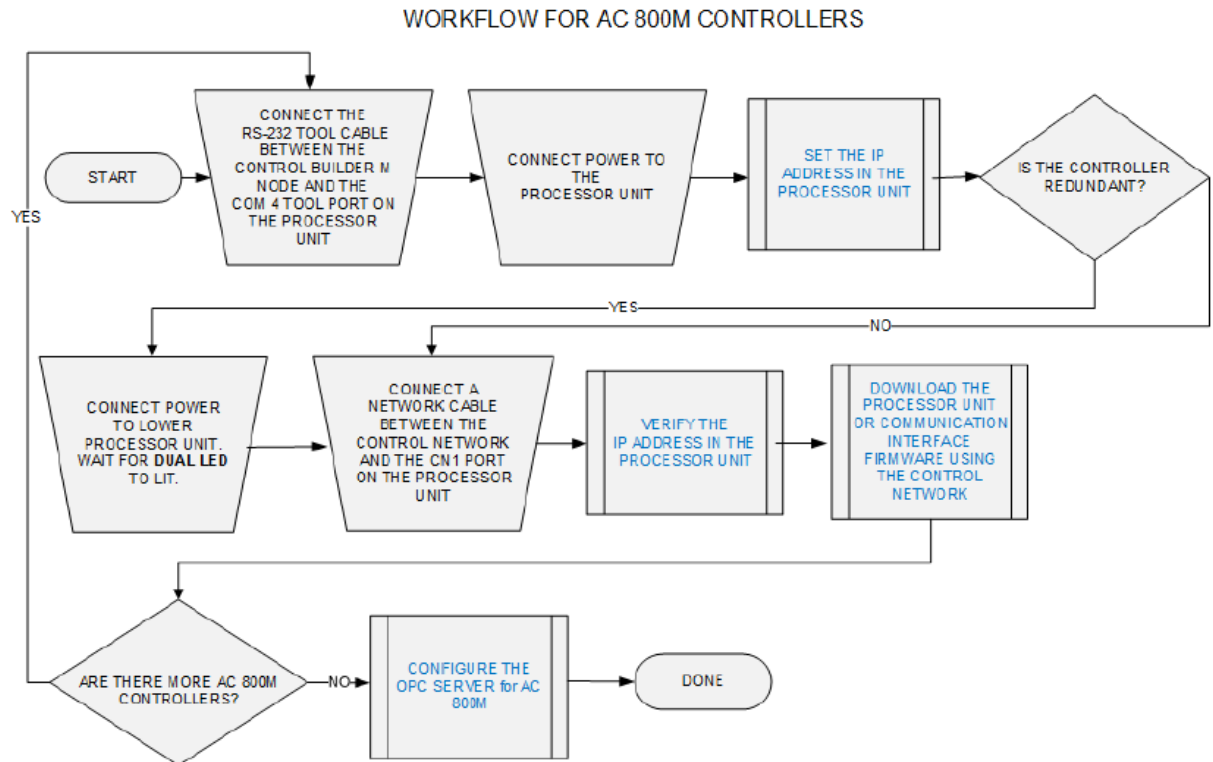 WORKFLOW FOR AC 800M CONTROLLERS
START
CONNECT THE
RS-232 TOOL CABLE
BETWEEN THE
CONTROL BUILDER M
NODE AND THE
COM 4 TOOL PORT ON
THE PROCESSOR
UNIT
CONNECT POWER TO
THE
PROCESSOR UNIT
SET THE IP
ADDRESS IN THE
PROCESSOR UNIT
IS THE CONTROLLER
REDUNDANT?
YES
YES
NO
CONNECT POWER
TO LOWER
PROCESSOR UNIT.
WAIT FOR DUAL LED
TO LIT.
CONNECT A
NETWORK CABLE
BETWEEN THE
CONTROL NETWORK
AND THE CN1 PORT
ON THE PROCESSOR
UNIT
VERIFY THE
IP ADDRESS IN THE
PROCESSOR UNIT
DOWNLOAD THE
PROCESSOR UNIT
OR COMMUNICATION
INTERFACE
FIRMWARE USING
THE CONTROL
NETWORK
ARE THERE MORE AC 800M
CONTROLLERS?
NO
CONFIGURE THE
OPC SERVER for AC
800M
DONE